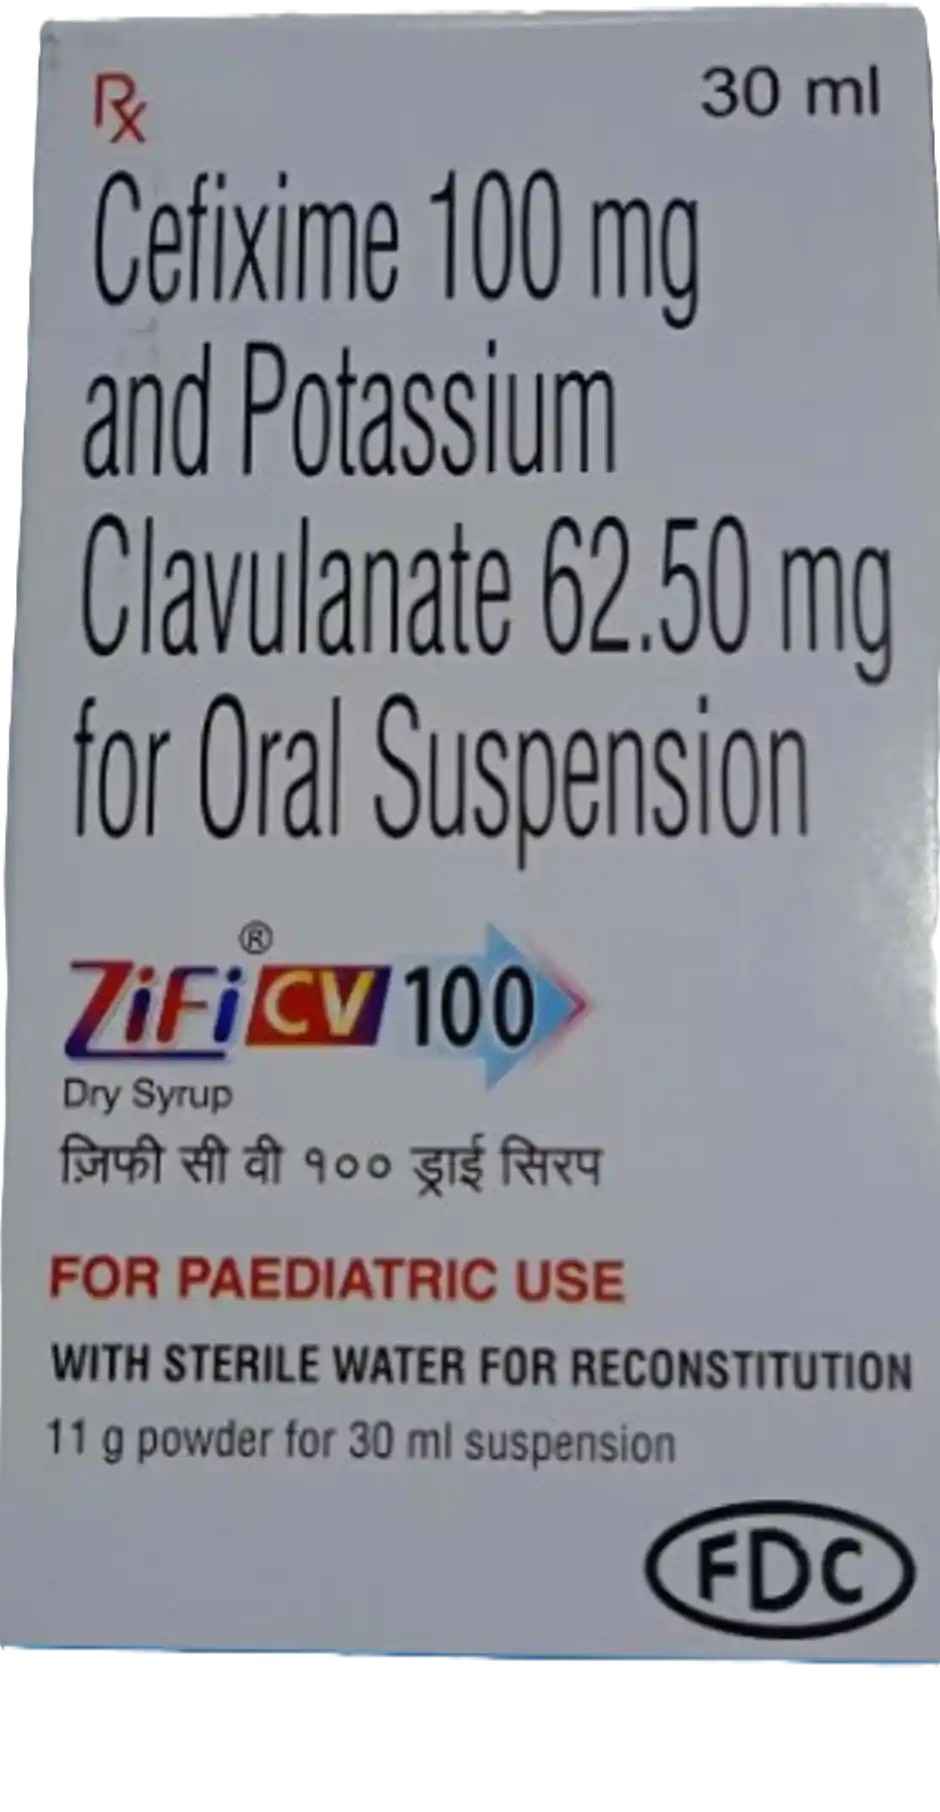 Rx
30 ml
Cefixime 100 mg
and Potassium
Clavulanate 62.50 mg
for Oral Suspension
ZiFi® CV 100
Dry Syrup
ज़िफी सी वी १०० ड्राई सिरप
FOR PAEDIATRIC USE
WITH STERILE WATER FOR RECONSTITUTION
11 g powder for 30 ml suspension
FDC